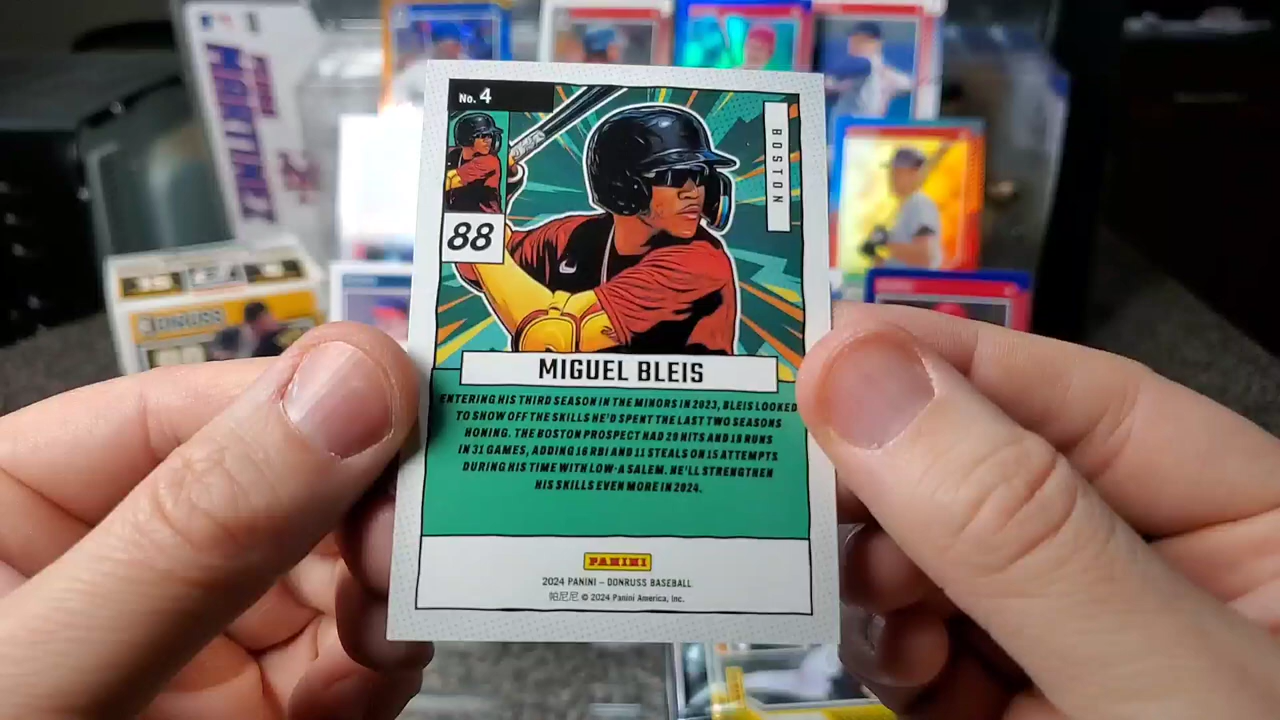 No. 4
BOSTON
88
MIGUEL BLEIS
ENTERING HIS THIRD SEASON IN THE MINORS IN 2023, BLEIS LOOKED
TO SHOW OFF THE SKILLS HE'D SPENT THE LAST TWO SEASONS
HONING. THE BOSTON PROSPECT HAD 29 HITS AND 18 RUNS
IN 31 GAMES, ADDING 16 RBI AND 11 STEALS ON 15 ATTEMPTS
DURING HIS TIME WITH LOW-A SALEM. HE'LL STRENGTHEN
HIS SKILLS EVEN MORE IN 2024.
PANINI
2024 PANINI – DONRUSS BASEBALL
帕尼尼 © 2024 Panini America, Inc.
MARTINEZ
DONRUSS